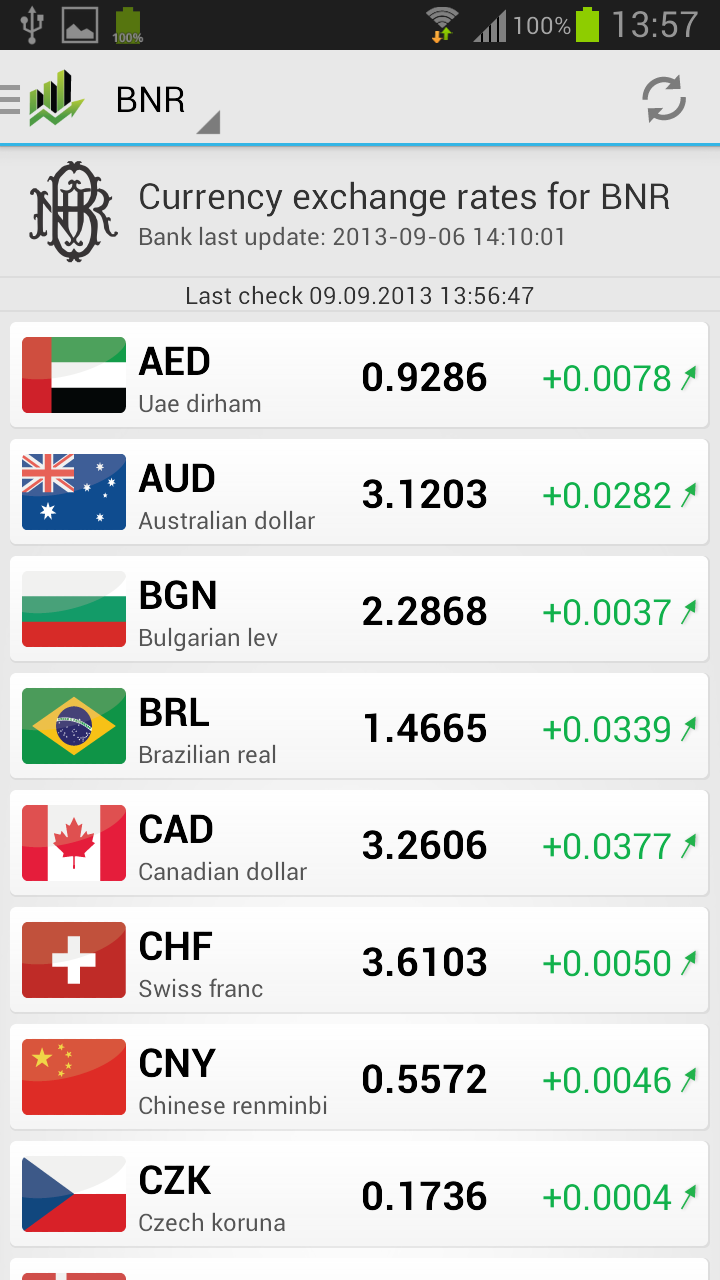 100%
100%
13:57
BNR
Currency exchange rates for BNR
Bank last update: 2013-09-06 14:10:01
Last check 09.09.2013 13:56:47
AED
0.9286
+0.0078
Uae dirham
AUD
3.1203
+0.0282
Australian dollar
BGN
2.2868
+0.0037
Bulgarian lev
BRL
1.4665
+0.0339
Brazilian real
CAD
3.2606
+0.0377
Canadian dollar
CHF
3.6103
+0.0050
Swiss franc
CNY
0.5572
+0.0046
Chinese renminbi
CZK
0.1736
+0.0004
Czech koruna